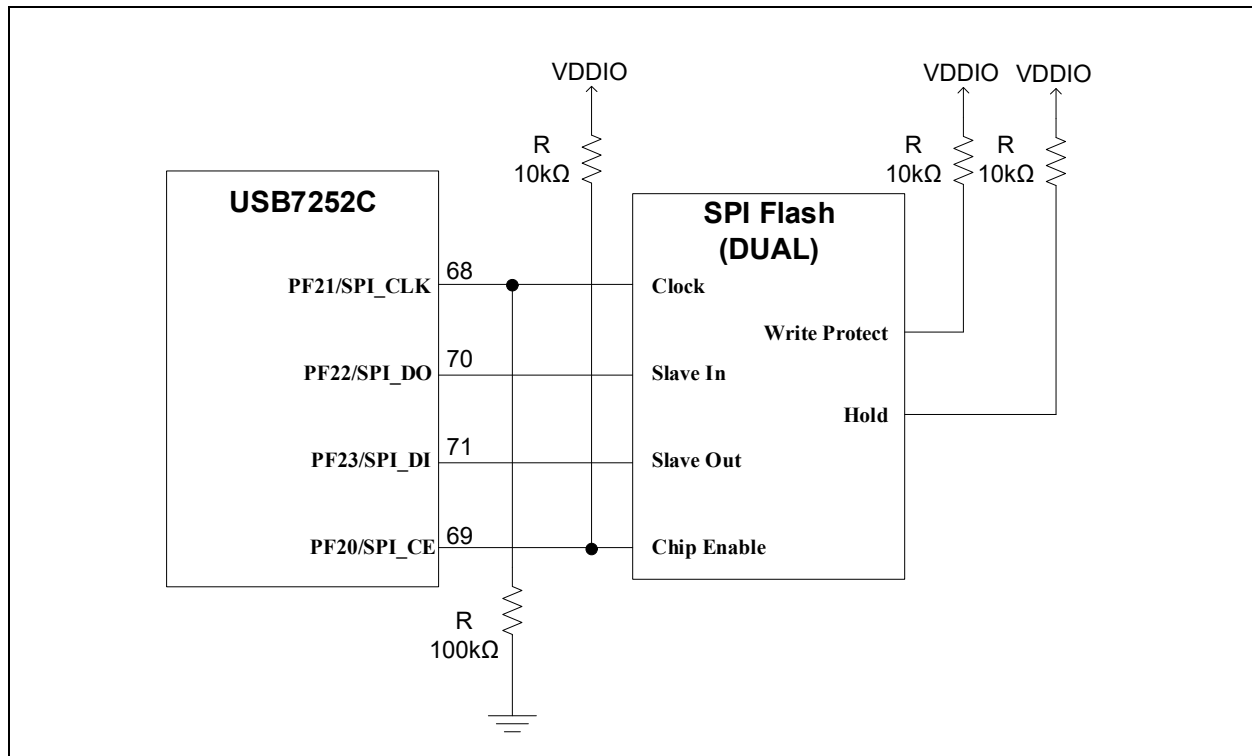 VDDIO
VDDIO
VDDIO
R
10kΩ
R
10kΩ
R
10kΩ
USB7252C
SPI Flash
(DUAL)
PF21/SPI_CLK
68
Clock
Write Protect
PF22/SPI_DO
70
Slave In
Hold
PF23/SPI_DI
71
Slave Out
PF20/SPI_CE
69
Chip Enable
R
100kΩ